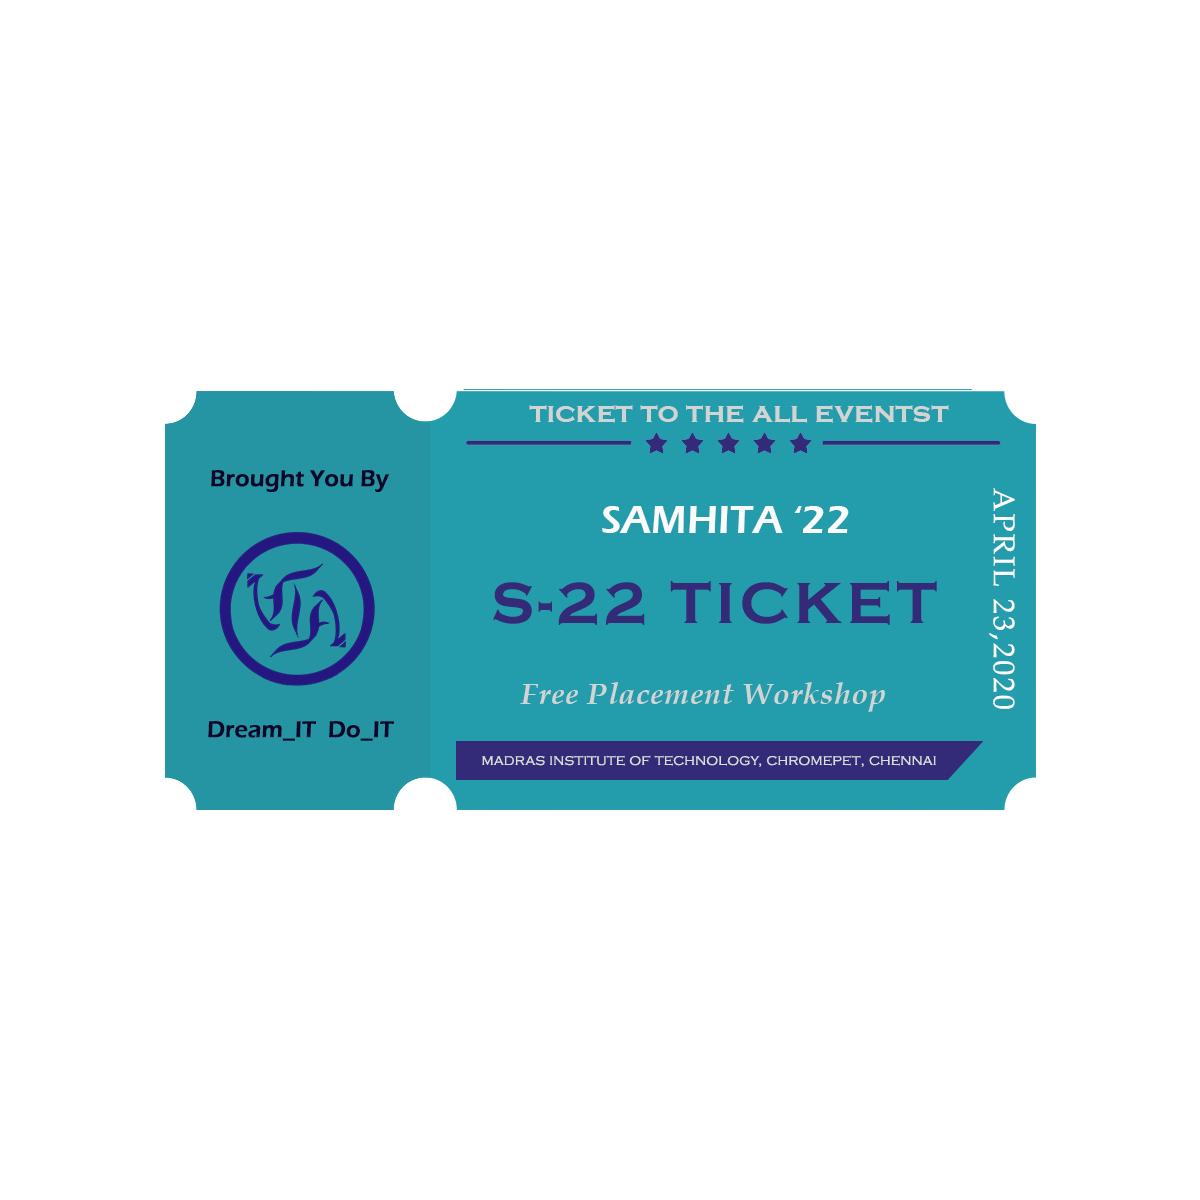 Brought You By
Dream_IT Do_IT
TICKET TO THE ALL EVENTST
SAMHITA ‘22
S-22 TICKET
Free Placement Workshop
MADRAS INSTITUTE OF TECHNOLOGY, CHROMEPET, CHENNAI
APRIL 23,2020